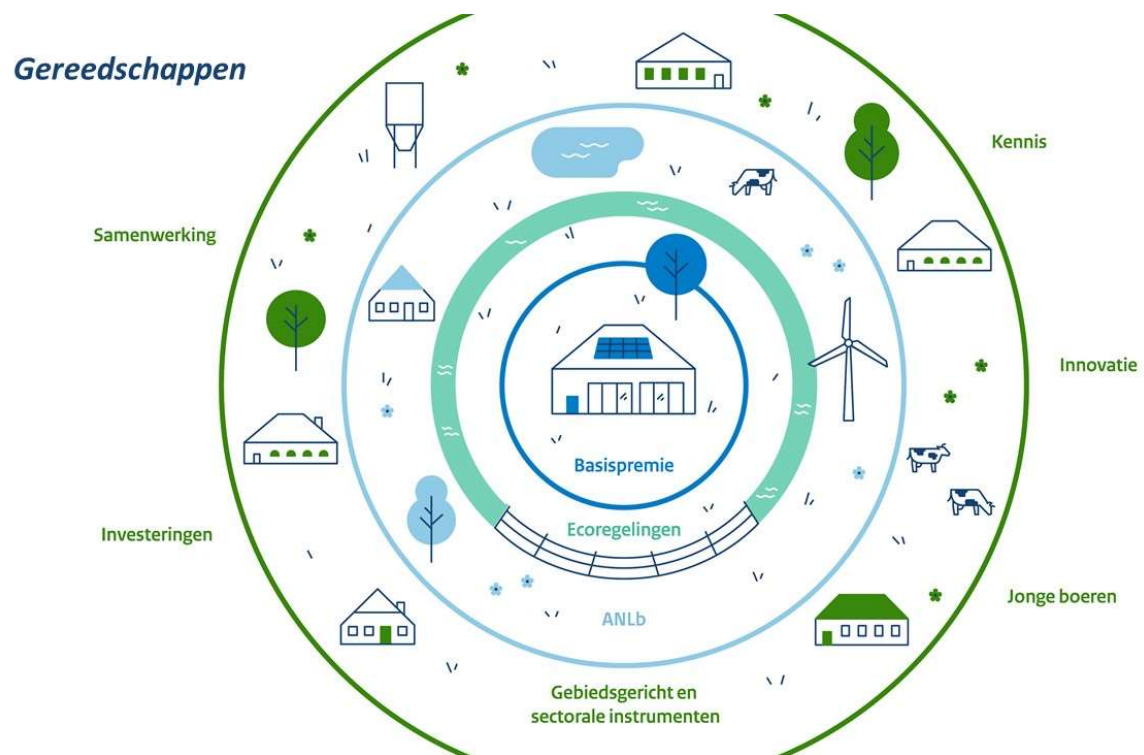 Gereedschappen
Kennis
Samenwerking
Innovatie
Basispremie
Ecoregelingen
Investeringen
Jonge boeren
ANLb
Gebiedsgericht en
sectorale instrumenten